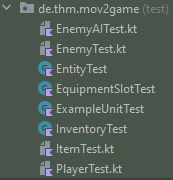 de.thm.mov2game (test)
EnemyAITest.kt
EnemyTest.kt
EntityTest
EquipmentSlotTest
ExampleUnitTest
InventoryTest
ItemTest.kt
PlayerTest.kt